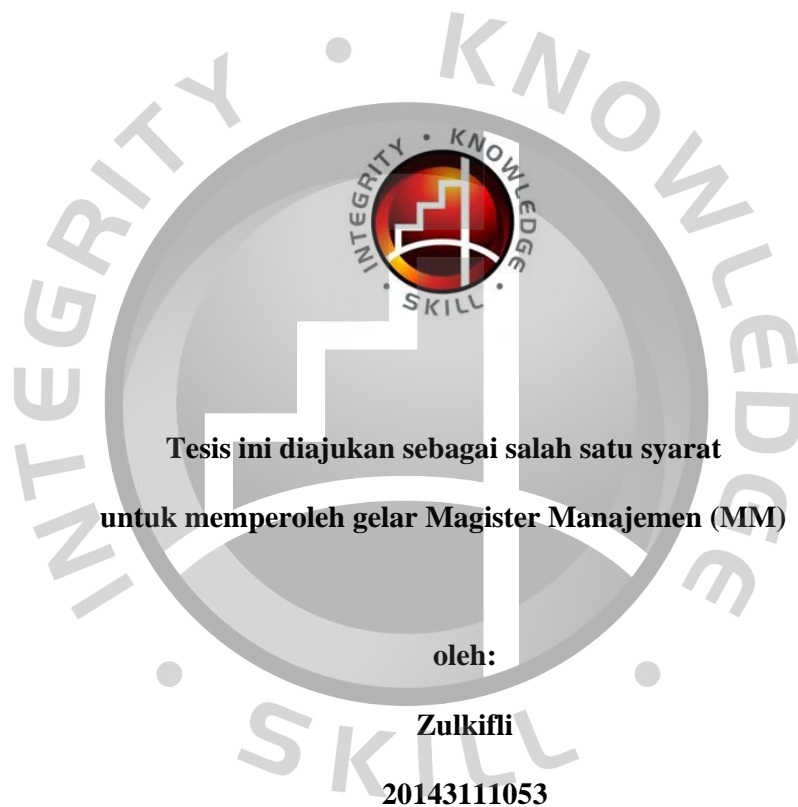 INTEGRITY • KNOWLEDGE • SKILL •
INTEGRITY • KNOWLEDGE • SKILL •
Tesis ini diajukan sebagai salah satu syarat
untuk memperoleh gelar Magister Manajemen (MM)
oleh:
Zulkifli
20143111053